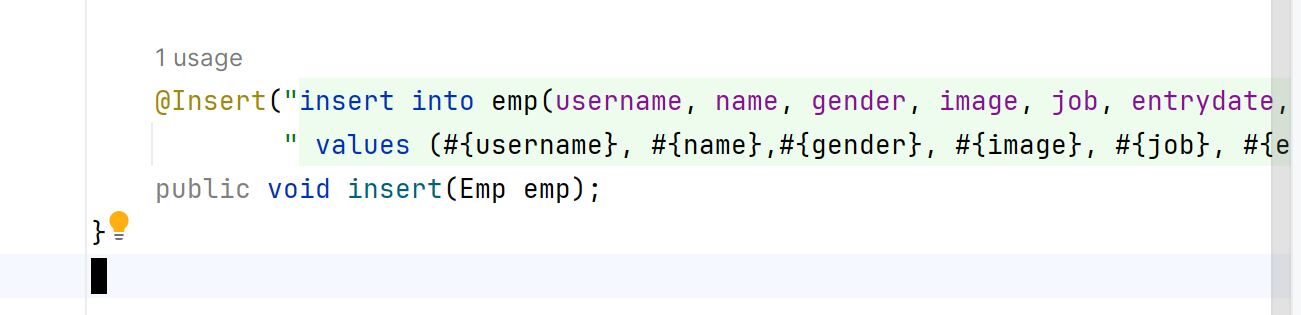 1 usage
@Insert("insert into emp(username, name, gender, image, job, entrydate,
" values (#{username}, #{name},#{gender}, #{image}, #{job}, #{e
public void insert(Emp emp);
}